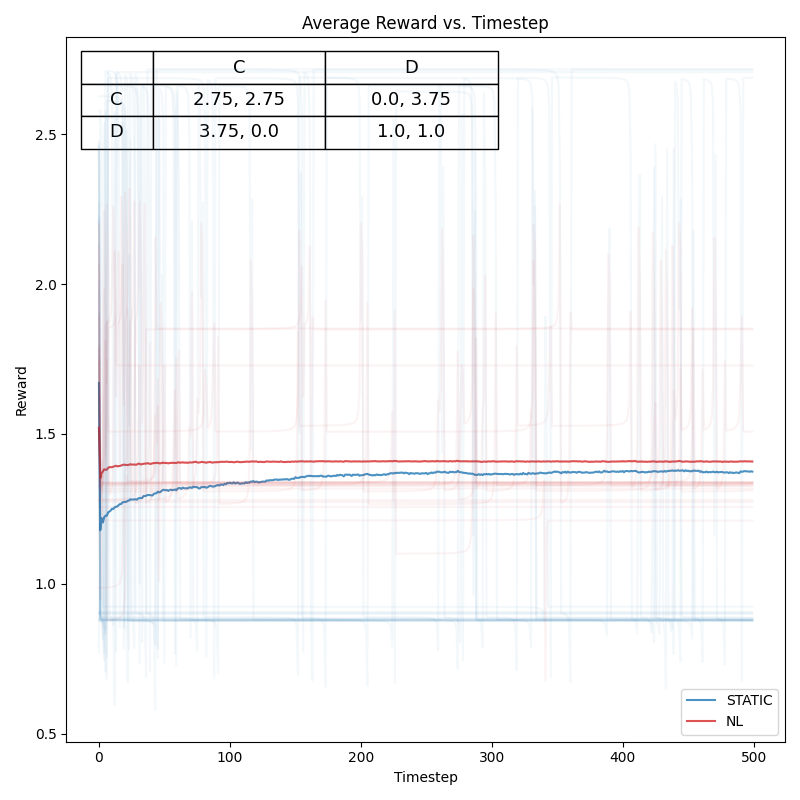 Average Reward vs. Timestep
C D
C 2.75, 2.75 0.0, 3.75
D 3.75, 0.0 1.0, 1.0
2.5
2.0
1.5
1.0
0.5
Reward
0 100 200 300 400 500
Timestep
STATIC
NL